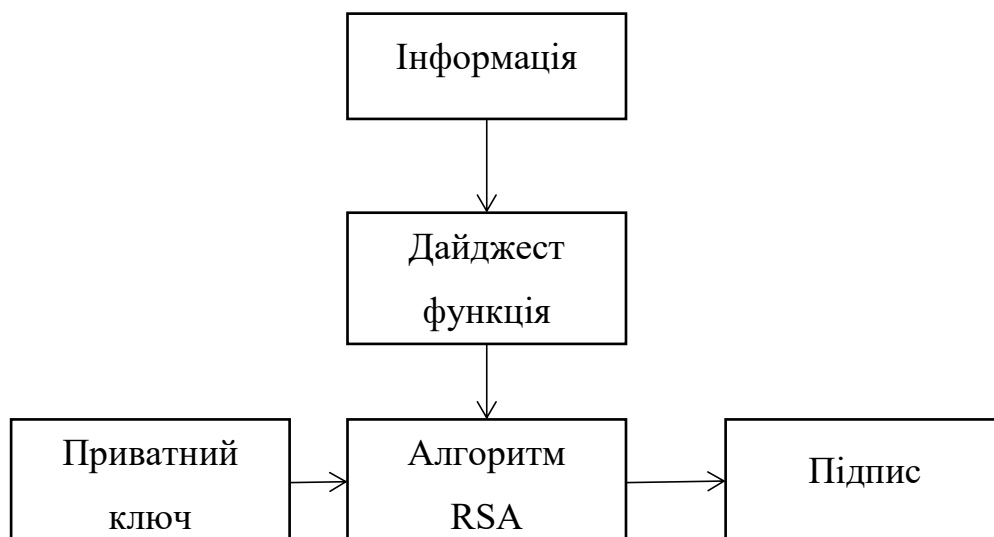 Інформація
Дайджест
функція
Приватний
ключ
Алгоритм
RSA
Підпис